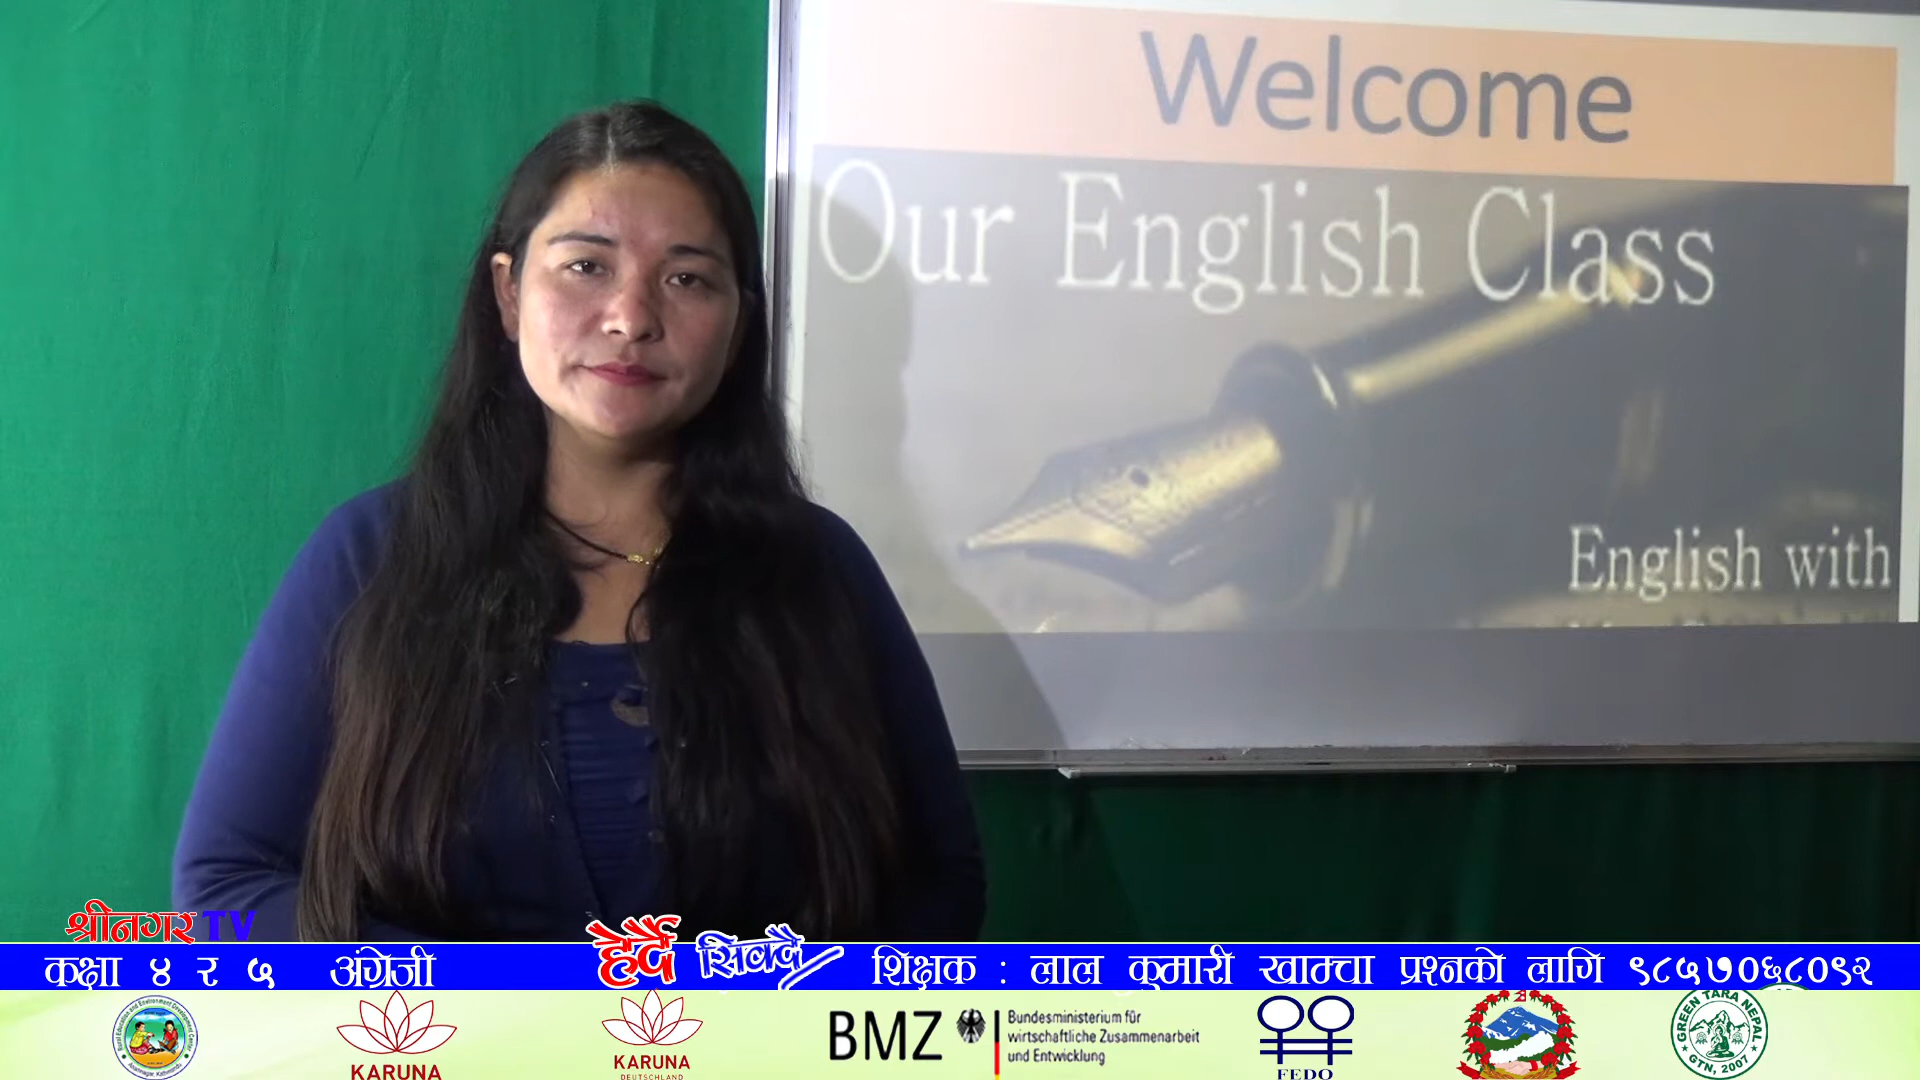 Welcome
Our English Class
English with
श्रीनगर TV
कक्षा ४ र ५ अंग्रेजी
हेर्दै सिक्दै
शिक्षक : लाल कुमारी खाम्चा प्रश्नको लागि ९८५७०६८०९२
KARUNA
KARUNA
DEUTSCHLAND
BMZ
Bundesministerium für
wirtschaftliche Zusammenarbeit
und Entwicklung
FEDO
GREEN TARA NEPAL
GTN, 2007